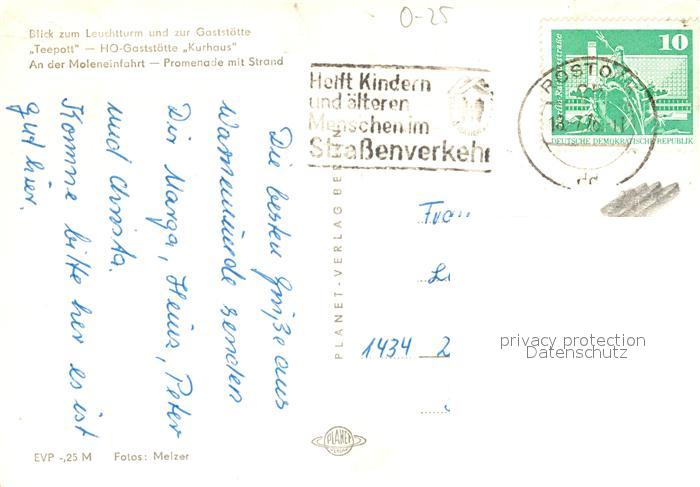 0-25
Blick zum Leuchtturm und zur Gaststätte
„Teepott" — HO-Gaststätte „Kurhaus"
An der Moleneinfahrt — Promenade mit Strand
Die besten Grüße aus
Warnemünde senden
Dir Marga, Heinz, Peter
und Christa.
Komme bitte her es ist
gut hier.
EVP -,25 M Fotos: Melzer
PLANET-VERLAG BE
PLANET
VERLAG
Helft Kindern
und älteren
Menschen im
Straßenverkehr
ROSTO
10
DEUTSCHE DEMOKRATISCHE REPUBLIK
1434
privacy protection
Datenschutz